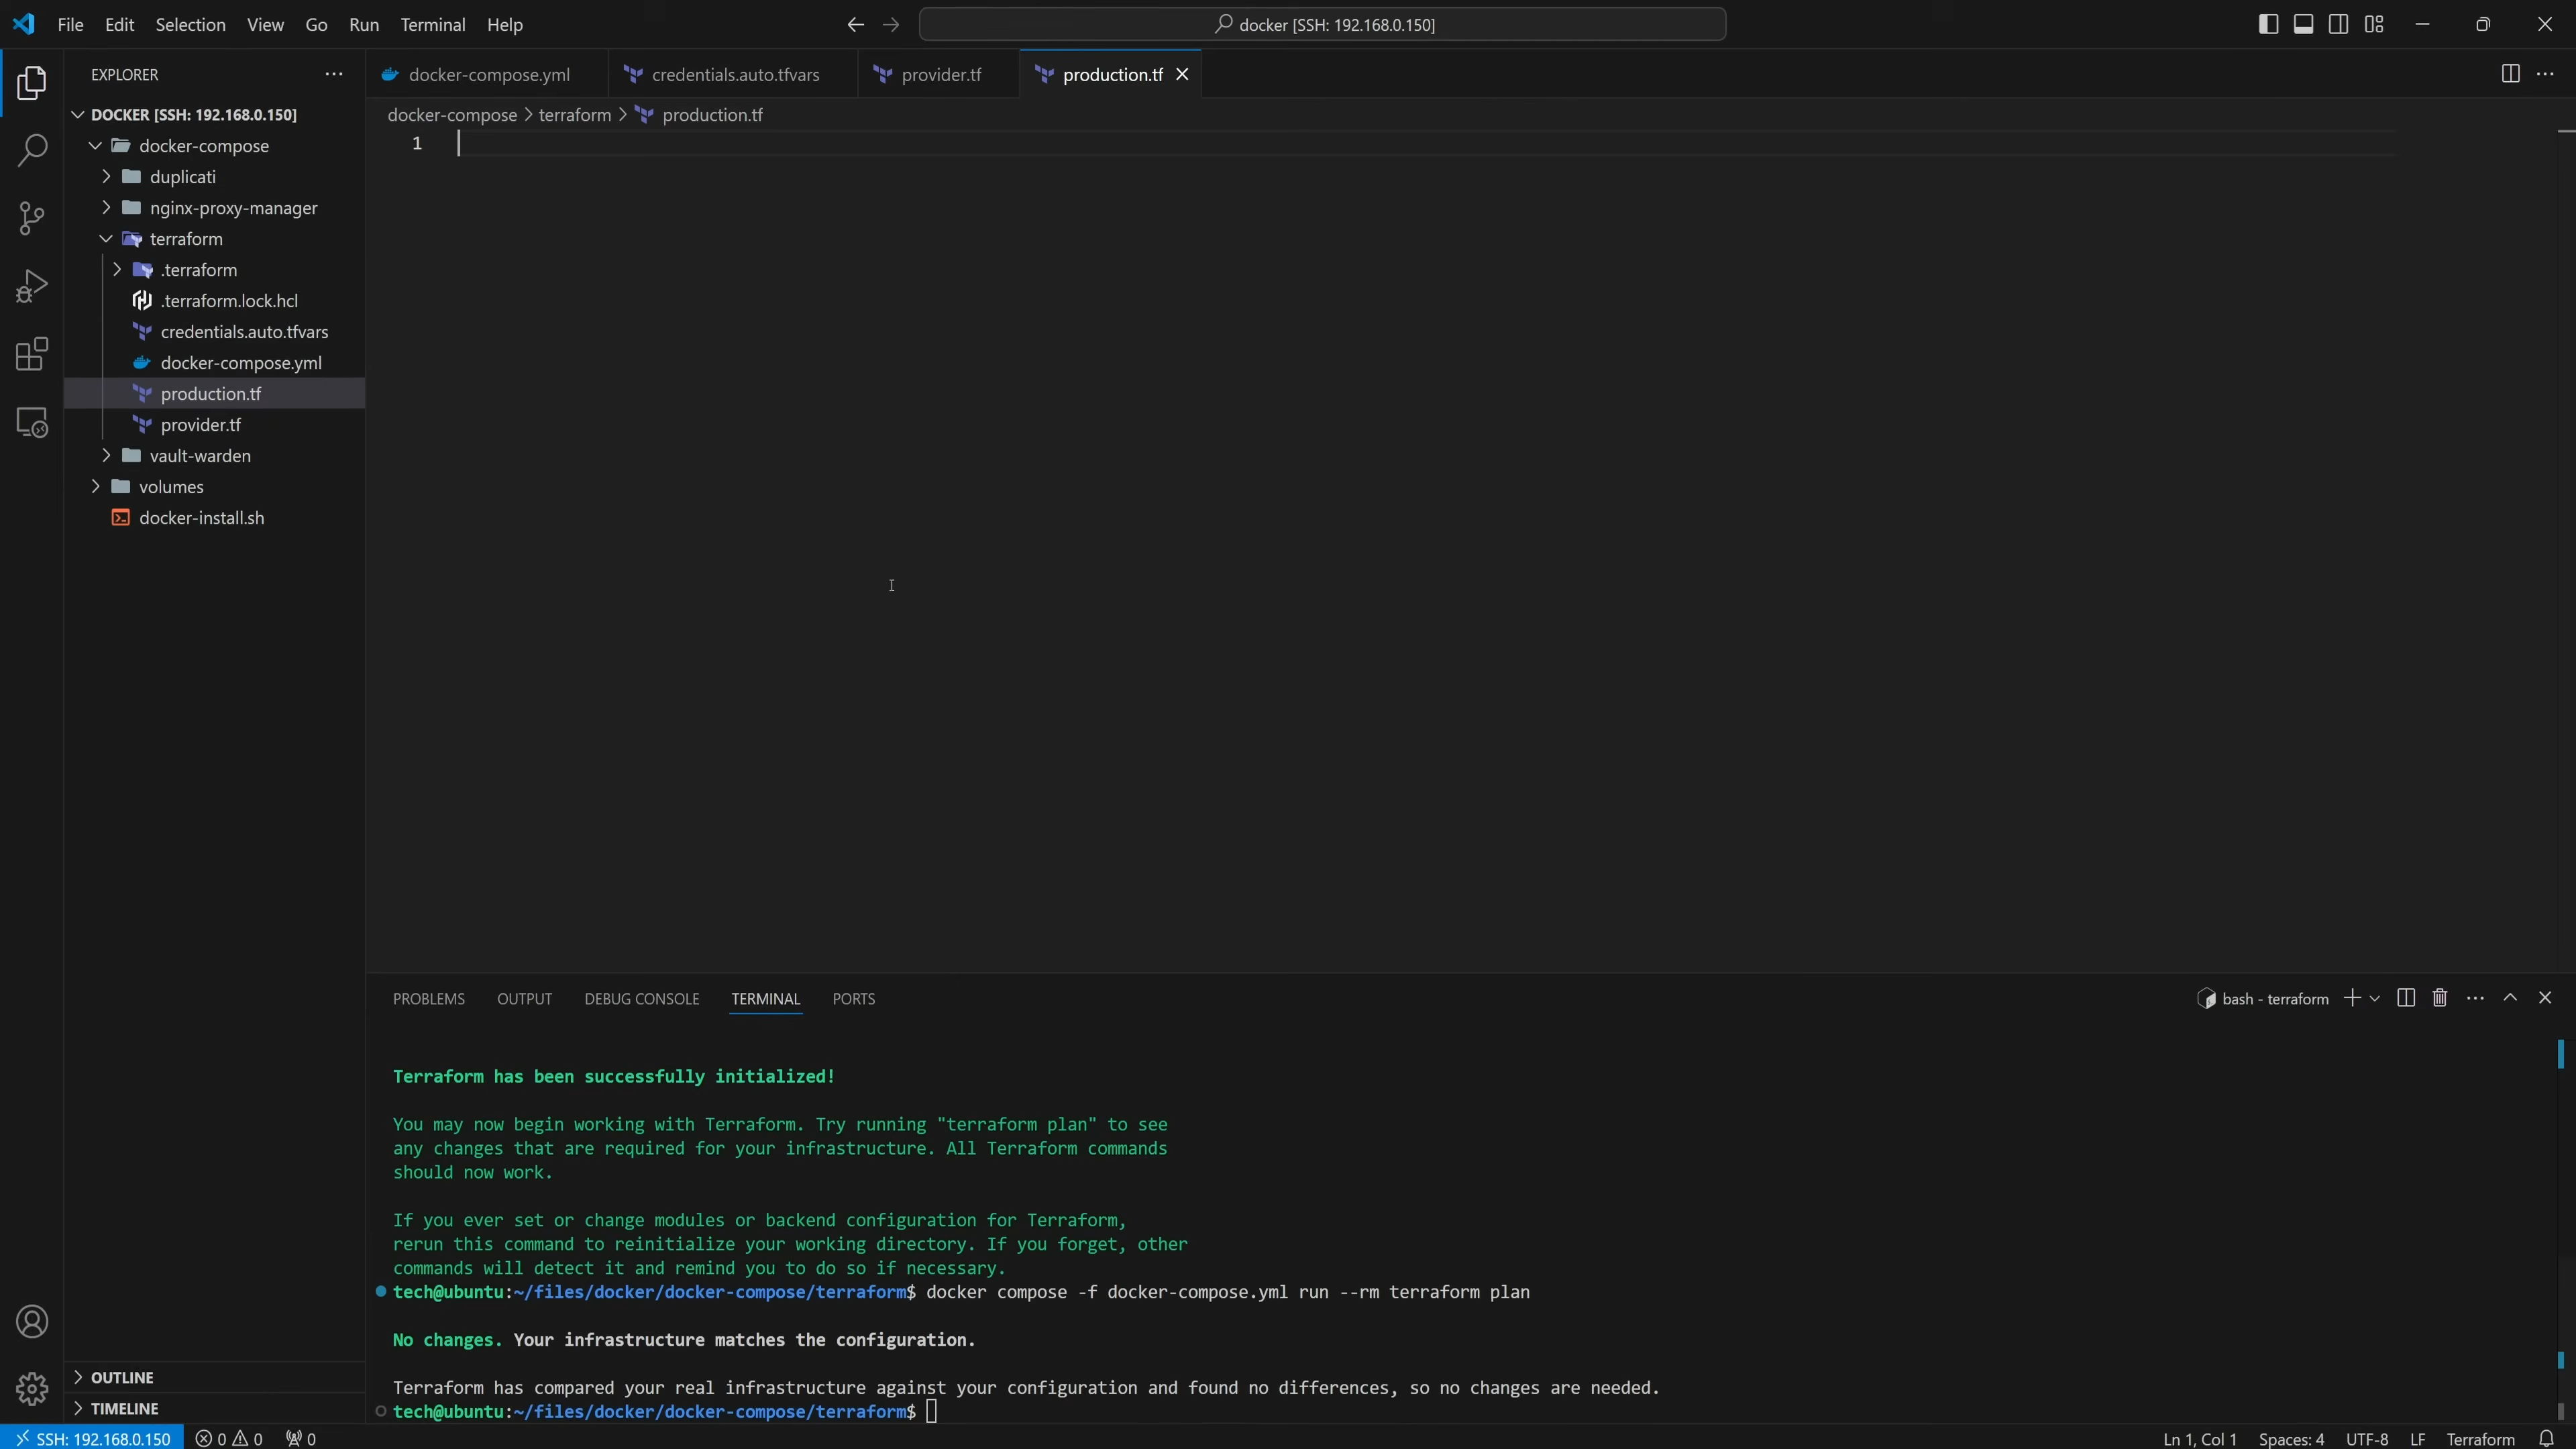 File Edit Selection View Go Run Terminal Help
docker [SSH: 192.168.0.150]
EXPLORER
docker-compose.yml
credentials.auto.tfvars
provider.tf
production.tf
DOCKER [SSH: 192.168.0.150]
docker-compose
duplicati
nginx-proxy-manager
terraform
.terraform
.terraform.lock.hcl
credentials.auto.tfvars
docker-compose.yml
production.tf
provider.tf
vault-warden
volumes
docker-install.sh
OUTLINE
TIMELINE
docker-compose > terraform > production.tf
1
PROBLEMS OUTPUT DEBUG CONSOLE TERMINAL PORTS
bash - terraform
Terraform has been successfully initialized!
You may now begin working with Terraform. Try running "terraform plan" to see
any changes that are required for your infrastructure. All Terraform commands
should now work.
If you ever set or change modules or backend configuration for Terraform,
rerun this command to reinitialize your working directory. If you forget, other
commands will detect it and remind you to do so if necessary.
tech@ubuntu:~/files/docker/docker-compose/terraform$ docker compose -f docker-compose.yml run --rm terraform plan
No changes. Your infrastructure matches the configuration.
Terraform has compared your real infrastructure against your configuration and found no differences, so no changes are needed.
tech@ubuntu:~/files/docker/docker-compose/terraform$
SSH: 192.168.0.150 0 0 0
Ln 1, Col 1 Spaces: 4 UTF-8 LF Terraform